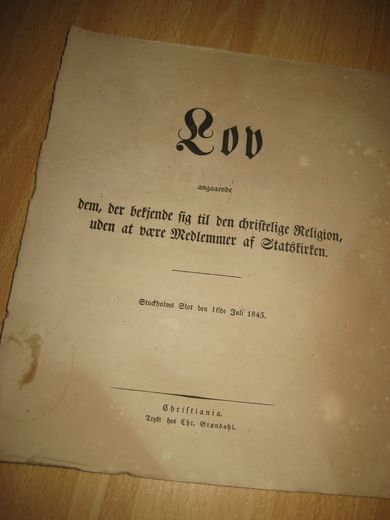 Lov
angaaende
dem, der bekjende sig til den christelige Religion,
uden at være Medlemmer af Statskirken.
Stockholms Slot den 16de Juli 1845.
Christiania.
Trykt hos Chr. Grøndahl.